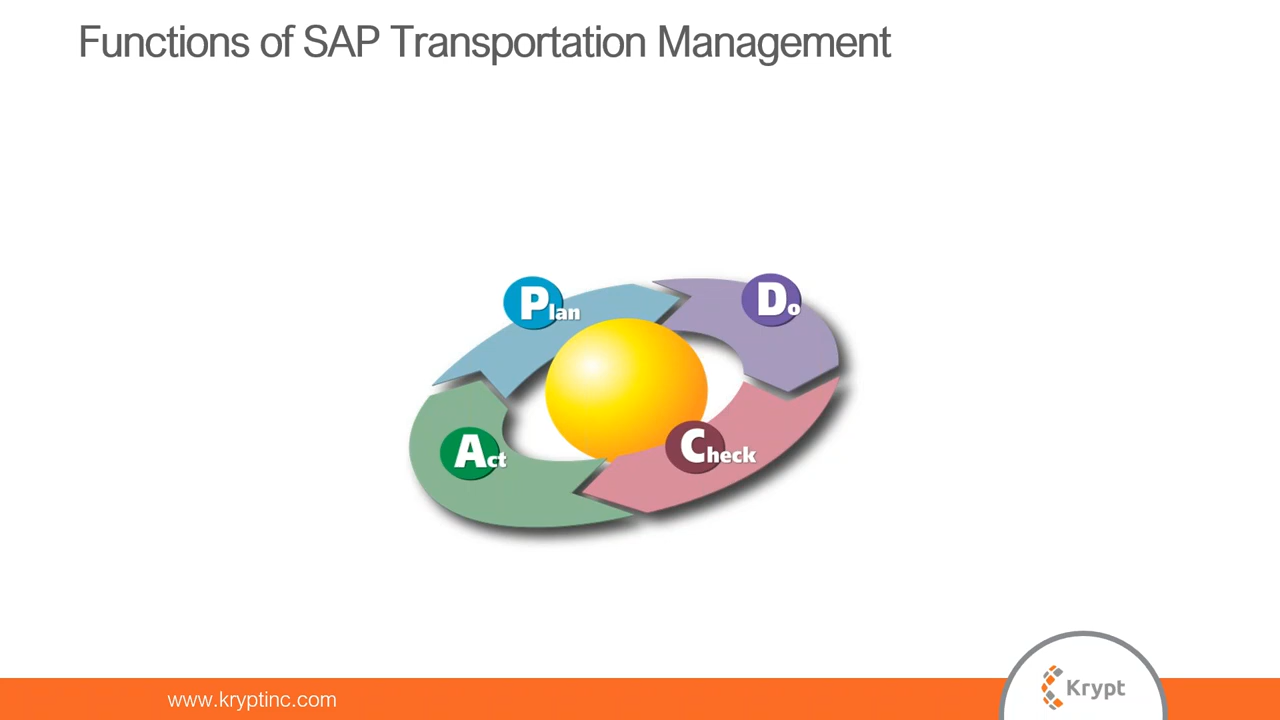 Functions of SAP Transportation Management
Plan
Do
Act
Check
www.kryptinc.com
Krypt